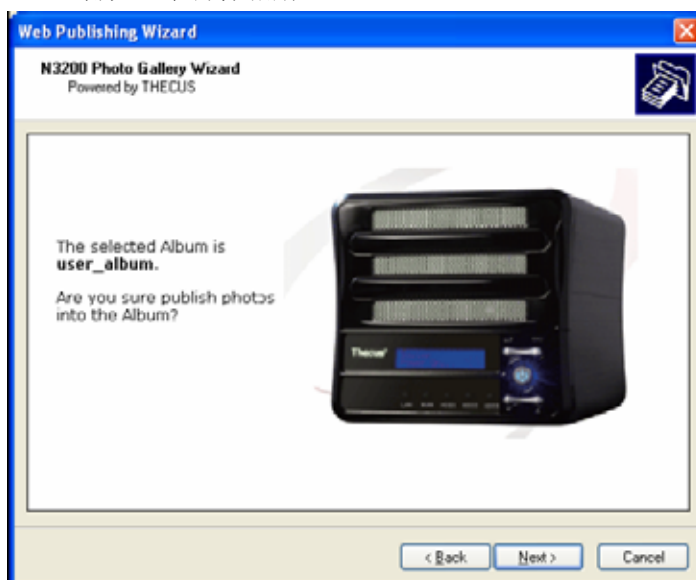 Web Publishing Wizard
N3200 Photo Gallery Wizard
Powered by THECUS
The selected Album is
user_album.
Are you sure publish photos
into the Album?
Thecus
< Back
Next >
Cancel